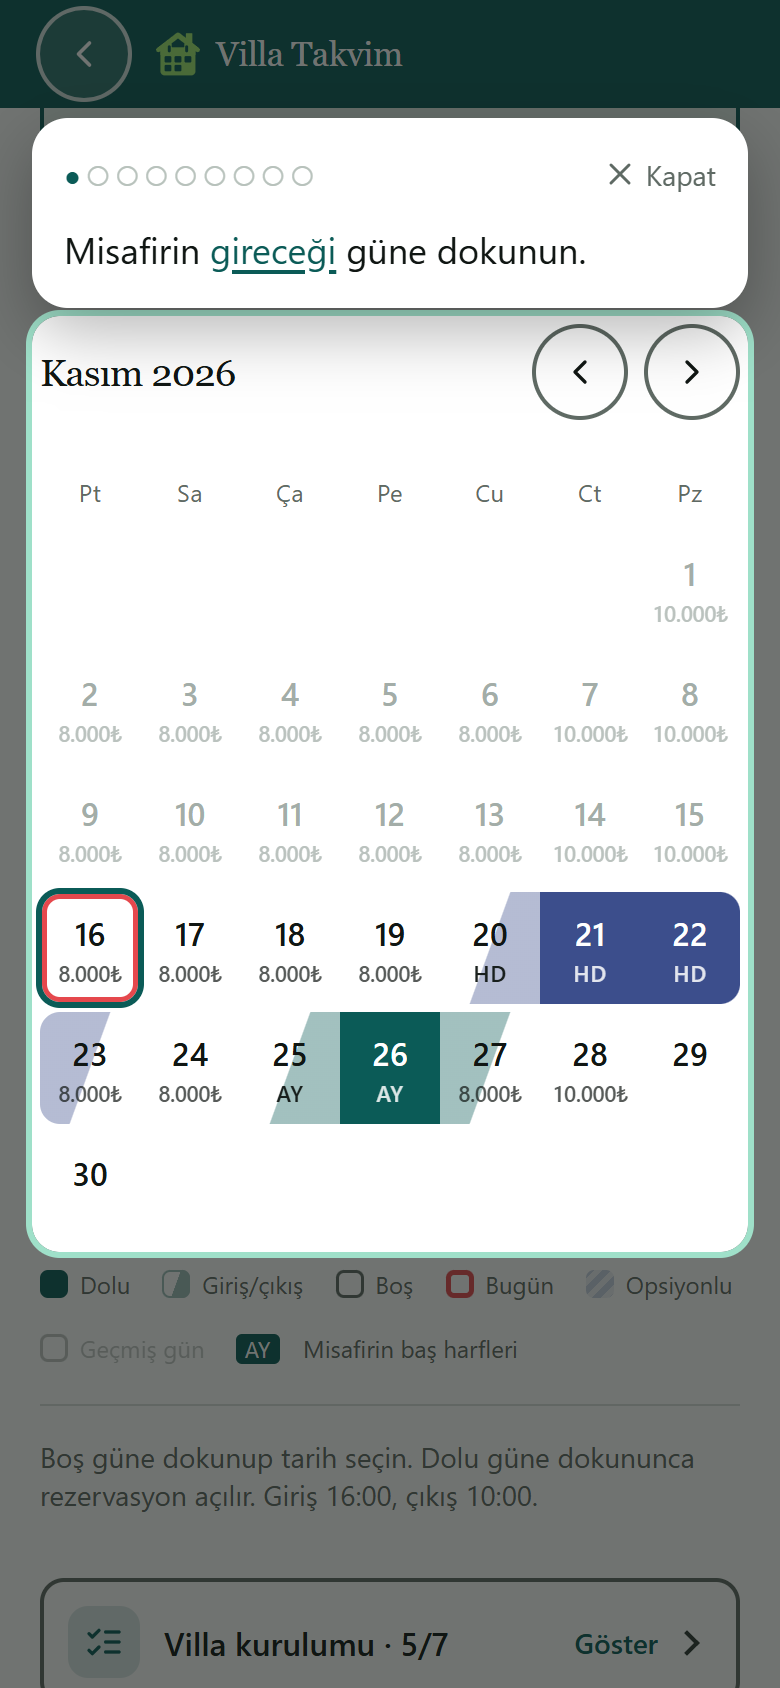 Villa Takvim
Kapat
Misafirin gireceği güne dokunun.
Kasım 2026
Pt Sa Ça Pe Cu Ct Pz
1
10.000₺
2 3 4 5 6 7 8
8.000₺ 8.000₺ 8.000₺ 8.000₺ 8.000₺ 10.000₺ 10.000₺
9 10 11 12 13 14 15
8.000₺ 8.000₺ 8.000₺ 8.000₺ 8.000₺ 10.000₺ 10.000₺
16 17 18 19 20 21 22
8.000₺ 8.000₺ 8.000₺ 8.000₺ HD HD HD
23 24 25 26 27 28 29
8.000₺ 8.000₺ AY AY 8.000₺ 10.000₺
30
Dolu Giriş/çıkış Boş Bugün Opsiyonlu
Geçmiş gün AY Misafirin baş harfleri
Boş güne dokunup tarih seçin. Dolu güne dokununca
rezervasyon açılır. Giriş 16:00, çıkış 10:00.
Villa kurulumu · 5/7 Göster